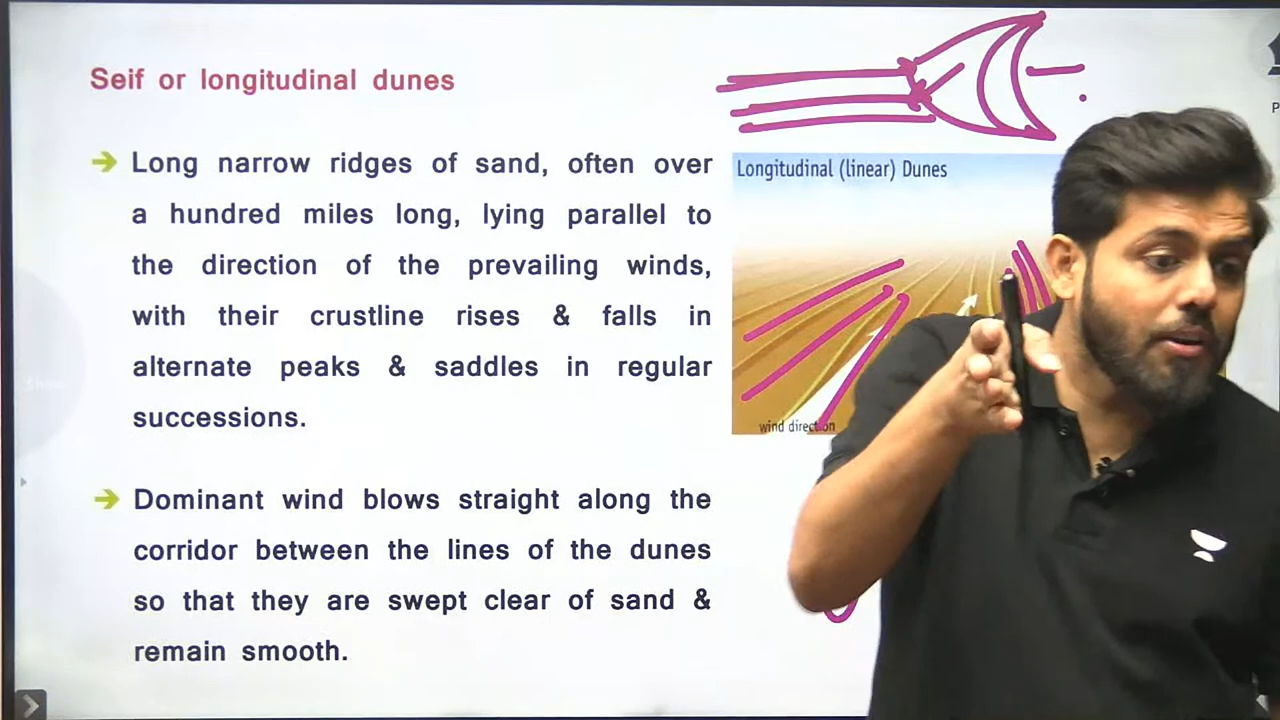 Seif or longitudinal dunes
Long narrow ridges of sand, often over
a hundred miles long, lying parallel to
the direction of the prevailing winds,
with their crustline rises & falls in
alternate peaks & saddles in regular
successions.
Dominant wind blows straight along the
corridor between the lines of the dunes
so that they are swept clear of sand &
remain smooth.
Longitudinal (linear) Dunes
wind direction
P